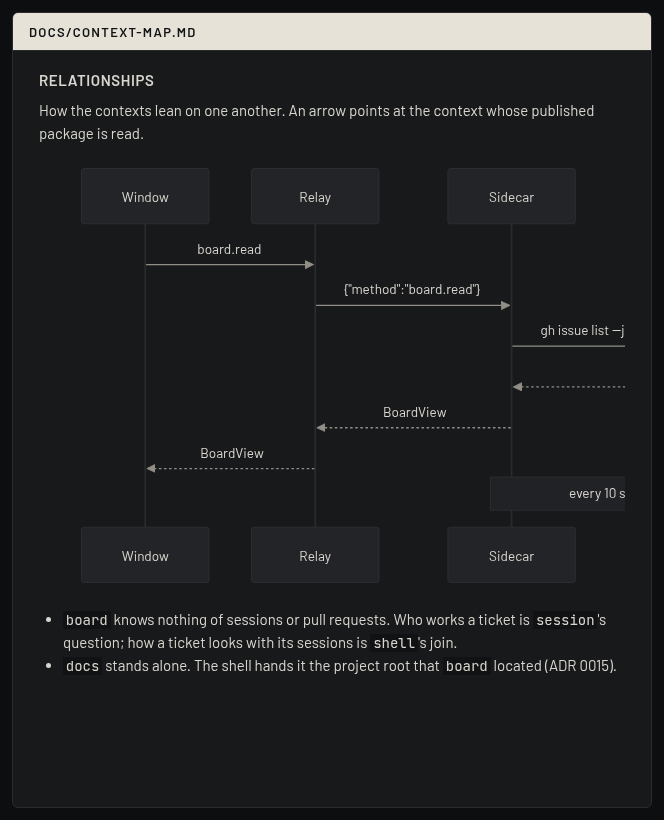 DOCS/CONTEXT-MAP.MD
RELATIONSHIPS
How the contexts lean on one another. An arrow points at the context whose published
package is read.
Window
Relay
Sidecar
board.read
{"method":"board.read"}
gh issue list —j
BoardView
BoardView
every 10 s
Window
Relay
Sidecar
board knows nothing of sessions or pull requests. Who works a ticket is session's
question; how a ticket looks with its sessions is shell's join.
docs stands alone. The shell hands it the project root that board located (ADR 0015).